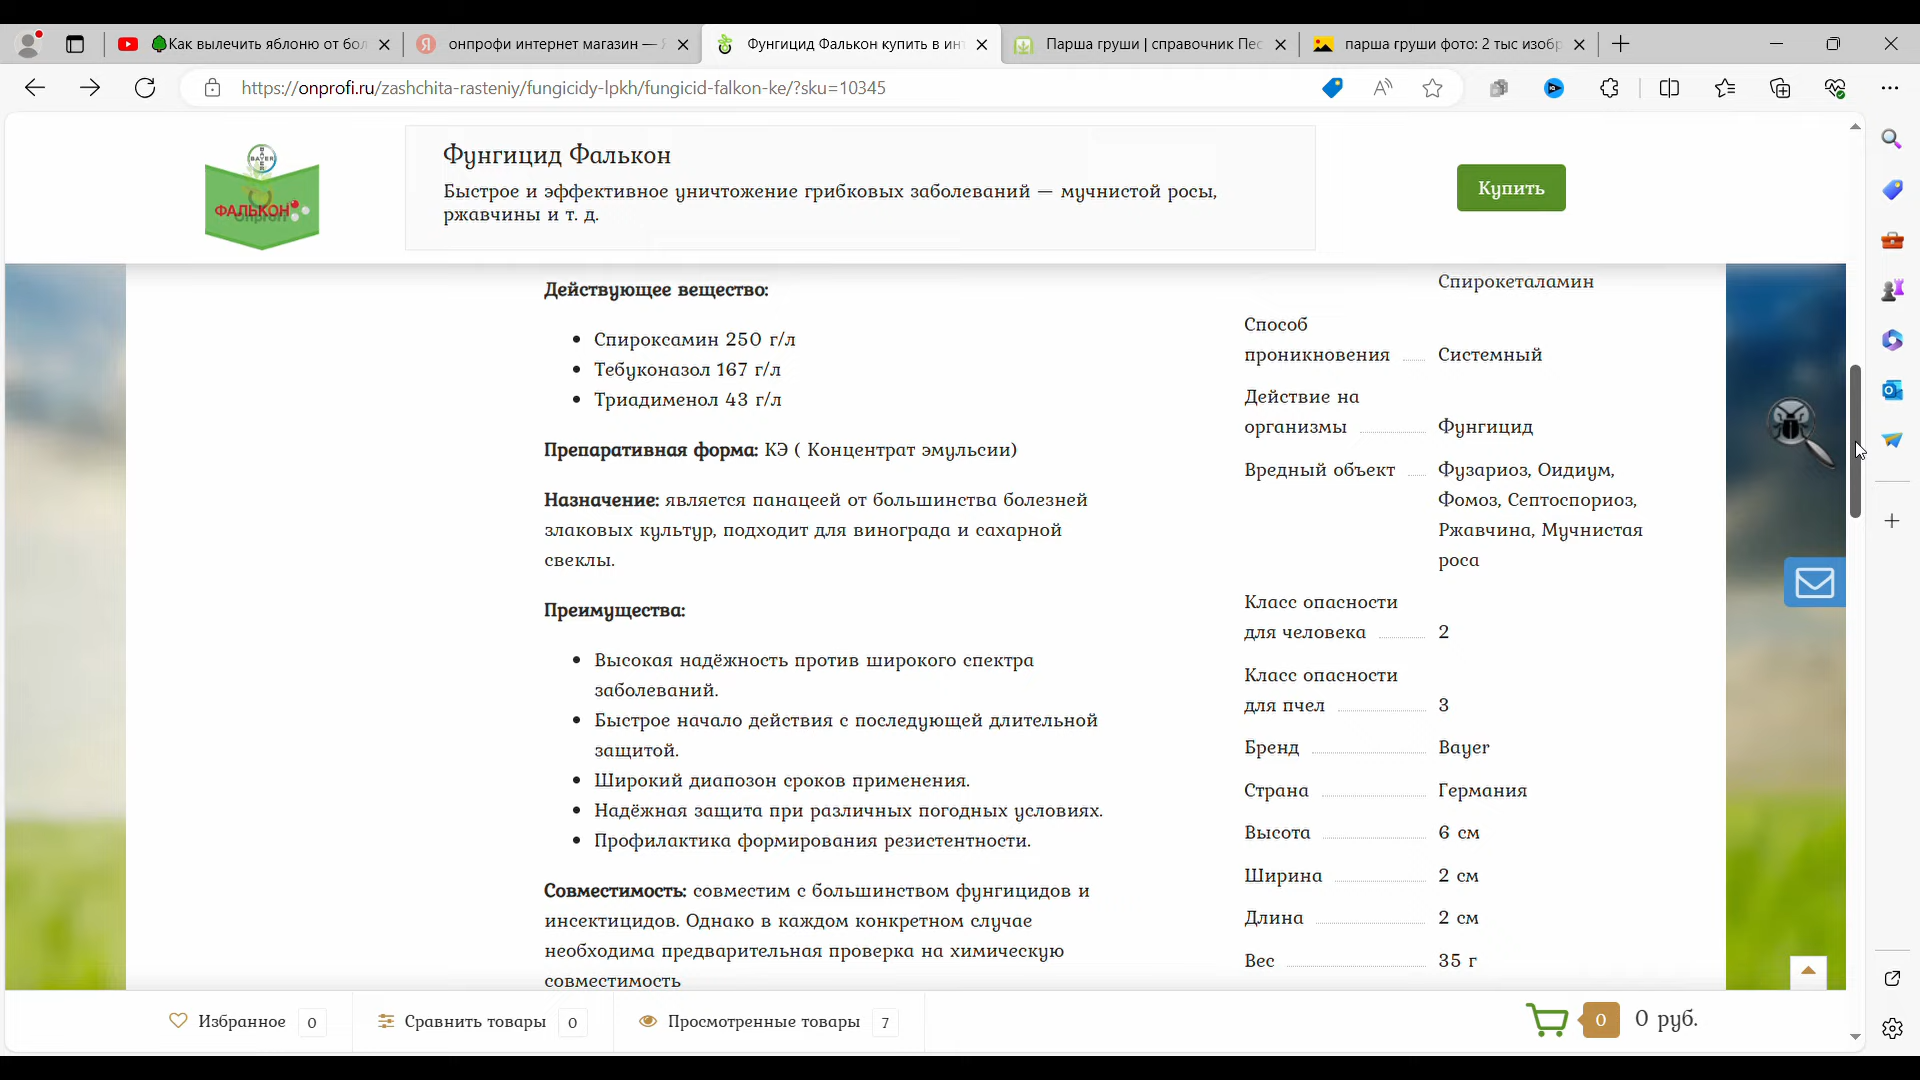 Как вылечить яблоню от бол
онпрофи интернет магазин —
Фунгицид Фалькон купить в ин
Парша груши | справочник Пес
парша груши фото: 2 тыс изобр
https://onprofi.ru/zashchita-rasteniy/fungicidy-lpkh/fungicid-falkon-ke/?sku=10345
BAYER
ФАЛЬКОН
Фунгицид Фалькон
Быстрое и эффективное уничтожение грибковых заболеваний — мучнистой росы,
ржавчины и т. д.
Купить
Действующее вещество:
Спироксамин 250 г/л
Тебуконазол 167 г/л
Триадименол 43 г/л
Препаративная форма: КЭ ( Концентрат эмульсии)
Назначение: является панацеей от большинства болезней
злаковых культур, подходит для винограда и сахарной
свеклы.
Преимущества:
Высокая надёжность против широкого спектра
заболеваний.
Быстрое начало действия с последующей длительной
защитой.
Широкий диапозон сроков применения.
Надёжная защита при различных погодных условиях.
Профилактика формирования резистентности.
Совместимость: совместим с большинством фунгицидов и
инсектицидов. Однако в каждом конкретном случае
необходима предварительная проверка на химическую
совместимость
Спирокеталамин
Способ
проникновения Системный
Действие на
организмы Фунгицид
Вредный объект Фузариоз, Оидиум,
Фомоз, Септоспориоз,
Ржавчина, Мучнистая
роса
Класс опасности
для человека 2
Класс опасности
для пчел 3
Бренд Bayer
Страна Германия
Высота 6 см
Ширина 2 см
Длина 2 см
Вес 35 г
Избранное 0
Сравнить товары 0
Просмотренные товары 7
0 0 руб.